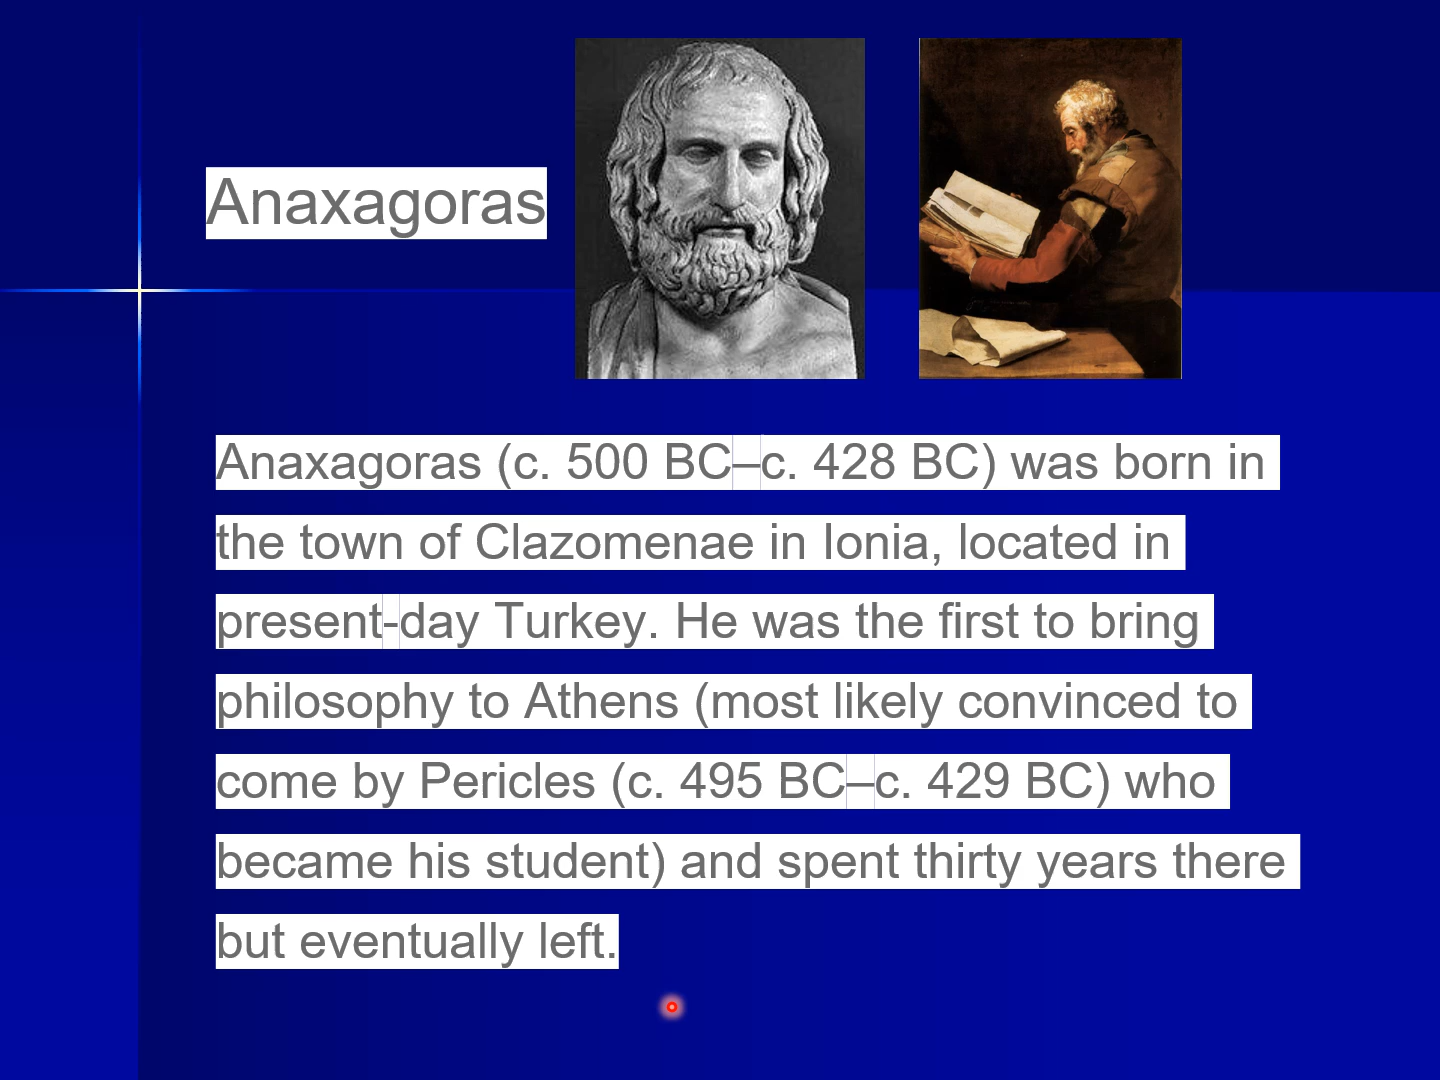 Anaxagoras
Anaxagoras (c. 500 BC–c. 428 BC) was born in
the town of Clazomenae in Ionia, located in
present-day Turkey. He was the first to bring
philosophy to Athens (most likely convinced to
come by Pericles (c. 495 BC–c. 429 BC) who
became his student) and spent thirty years there
but eventually left.